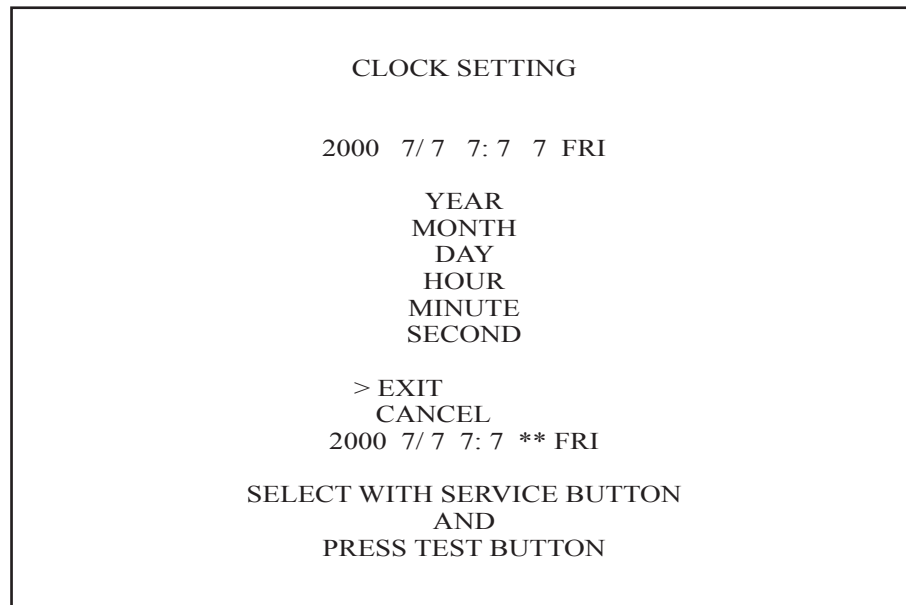 CLOCK SETTING
2000 7/ 7 7: 7 7 FRI
YEAR
MONTH
DAY
HOUR
MINUTE
SECOND
> EXIT
CANCEL
2000 7/ 7 7: 7 ** FRI
SELECT WITH SERVICE BUTTON
AND
PRESS TEST BUTTON